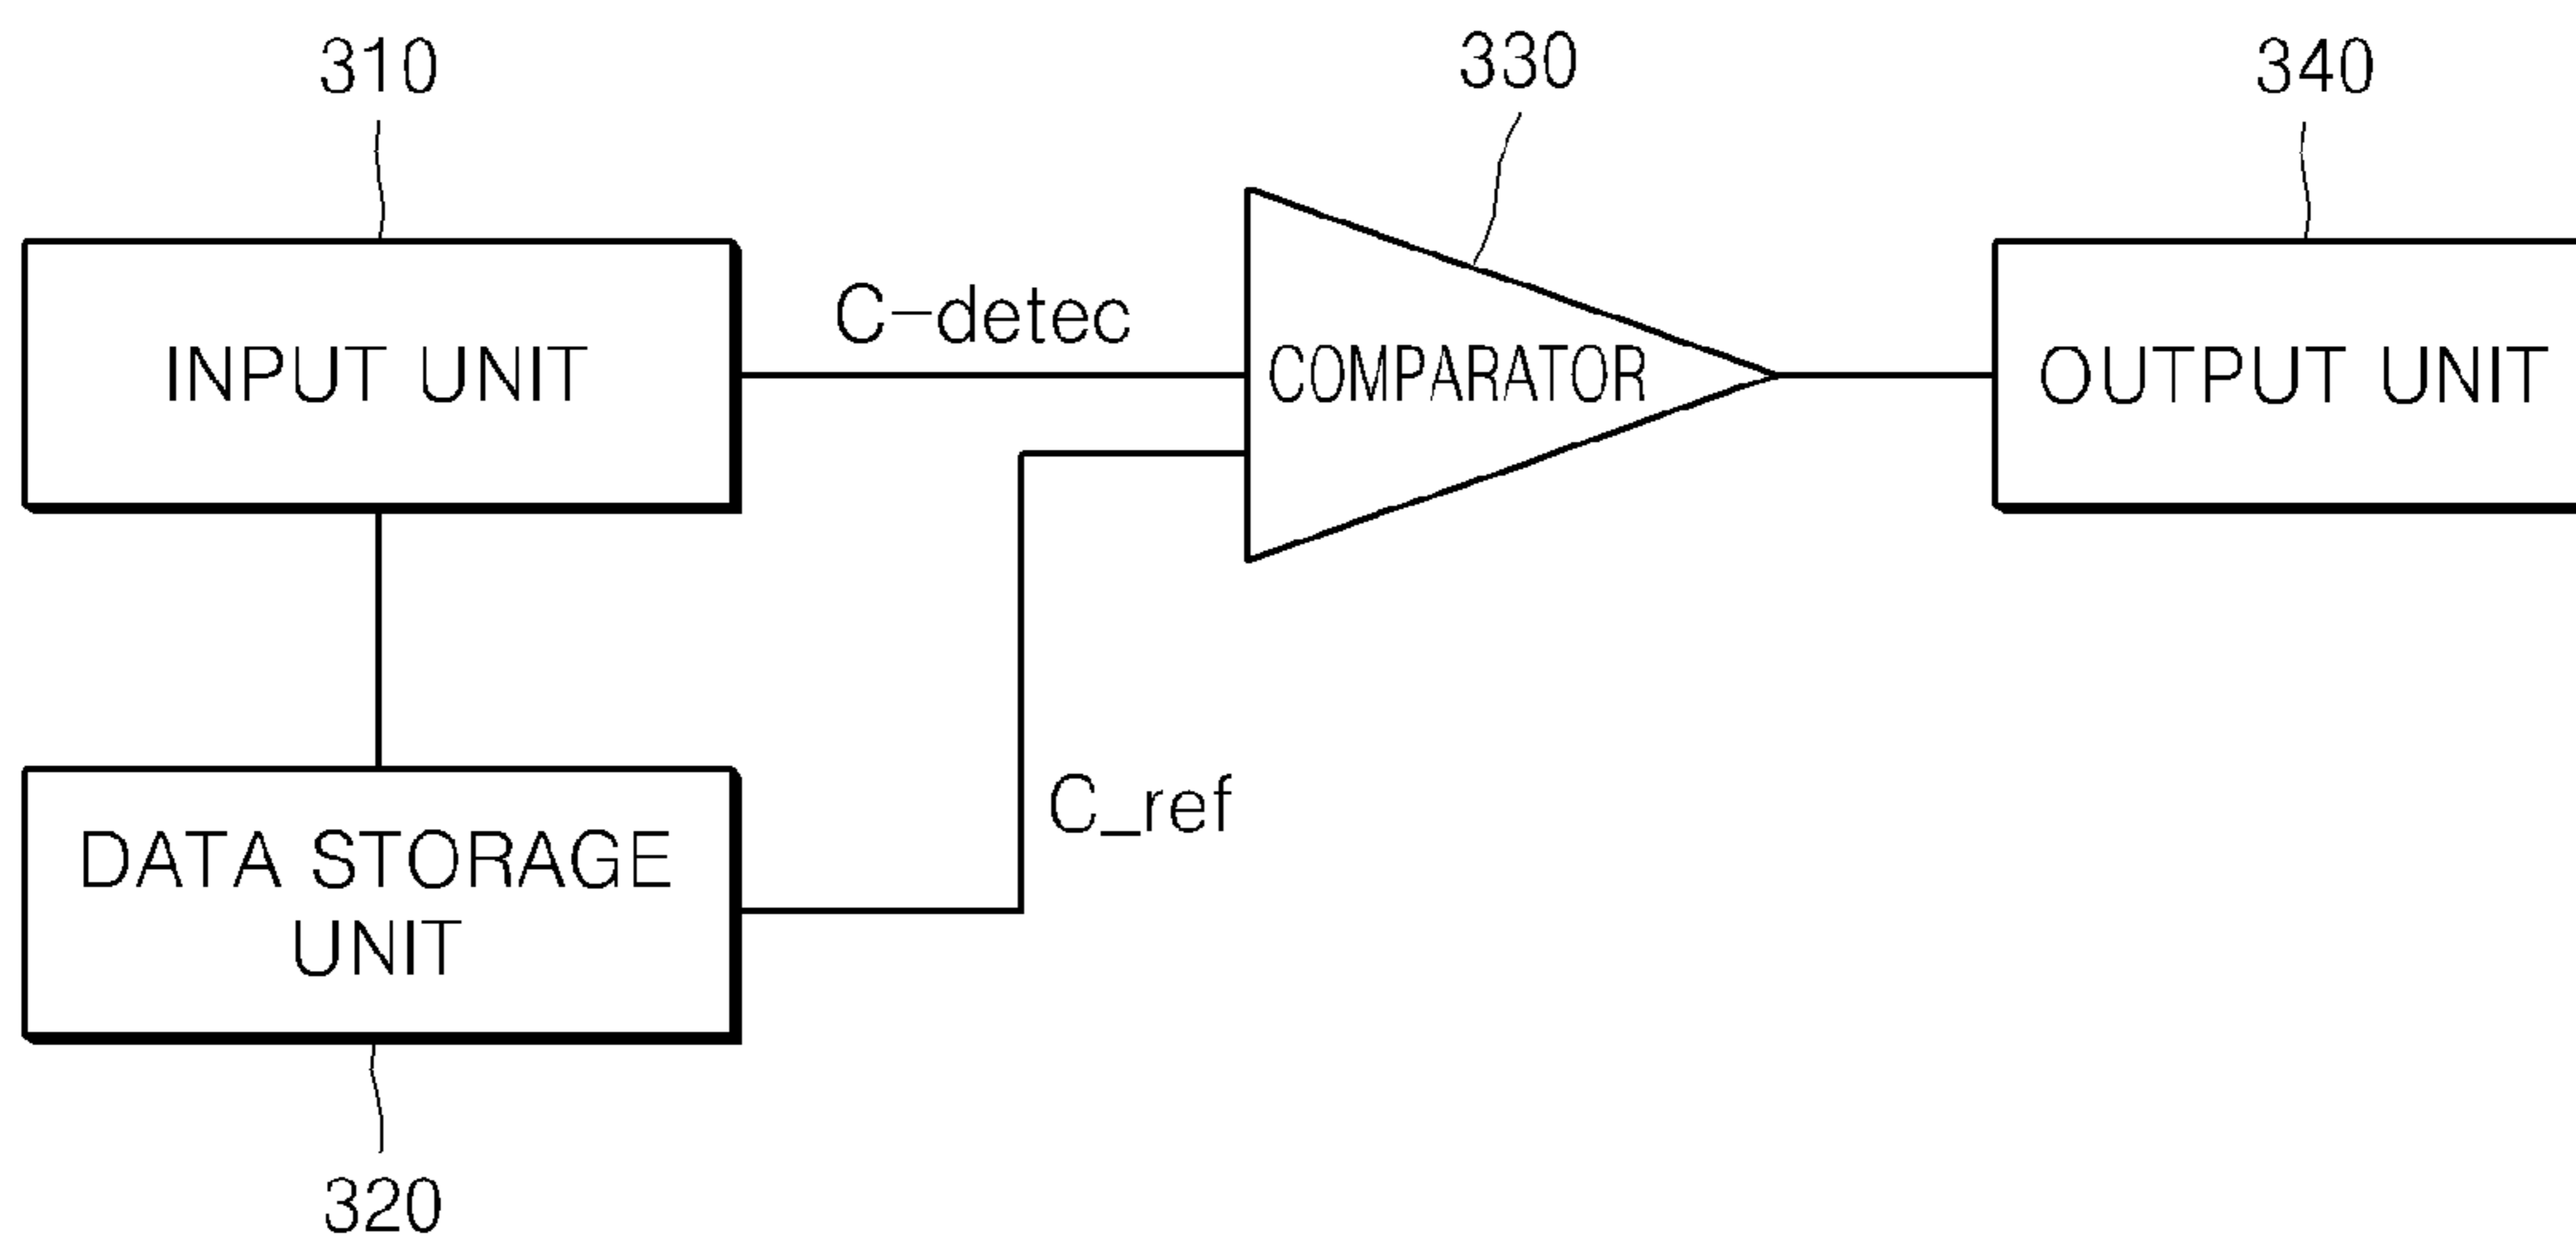 310
330
340
INPUT UNIT
C-detec
COMPARATOR
OUTPUT UNIT
DATA STORAGE
UNIT
C_ref
320